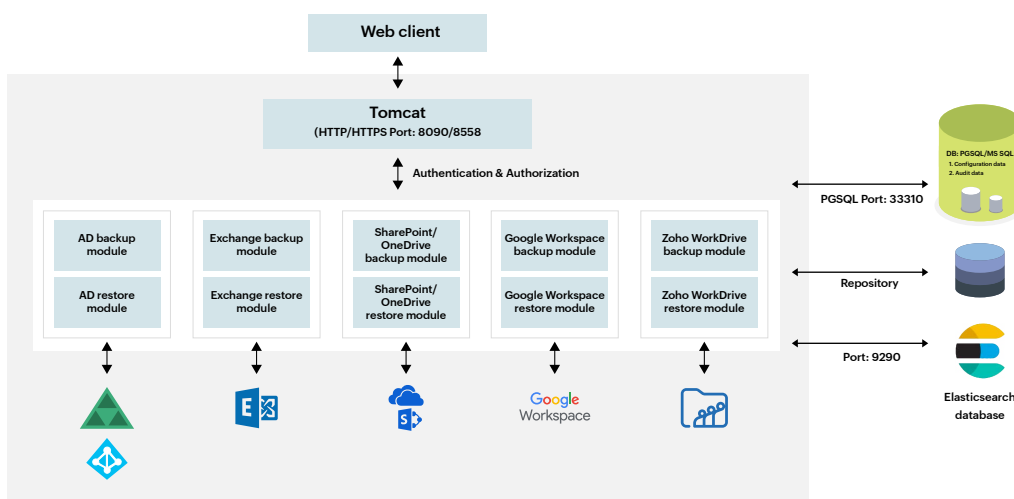 Web client
Tomcat
(HTTP/HTTPS Port: 8090/8558
Authentication & Authorization
AD backup
module
AD restore
module
Exchange backup
module
Exchange restore
module
SharePoint/
OneDrive
backup module
SharePoint/
OneDrive
restore module
Google Workspace
backup module
Google Workspace
restore module
Zoho WorkDrive
backup module
Zoho WorkDrive
restore module
E
S
Google
Workspace
DB: PGSQL/MS SQL
1. Configuration data
2. Audit data
PGSQL Port: 33310
Repository
Port: 9290
Elasticsearch
database